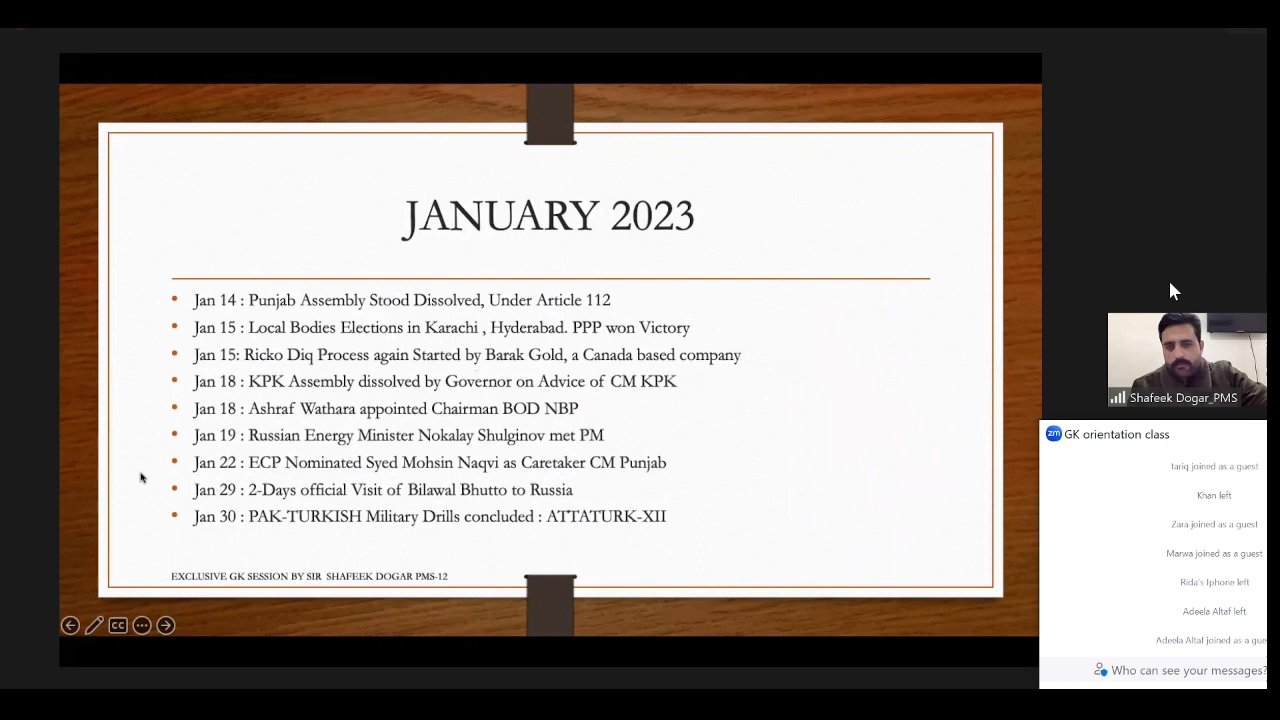 JANUARY 2023
• Jan 14 : Punjab Assembly Stood Dissolved, Under Article 112
• Jan 15 : Local Bodies Elections in Karachi , Hyderabad. PPP won Victory
• Jan 15: Ricko Diq Process again Started by Barak Gold, a Canada based company
• Jan 18 : KPK Assembly dissolved by Governor on Advice of CM KPK
• Jan 18 : Ashraf Wathara appointed Chairman BOD NBP
• Jan 19 : Russian Energy Minister Nokalay Shulginov met PM
• Jan 22 : ECP Nominated Syed Mohsin Naqvi as Caretaker CM Punjab
• Jan 29 : 2-Days official Visit of Bilawal Bhutto to Russia
• Jan 30 : PAK-TURKISH Military Drills concluded : ATTATURK-XII
EXCLUSIVE GK SESSION BY SIR SHAFEEK DOGAR PMS-12
CC
Shafeek Dogar_PMS
zm GK orientation class
tariq joined as a guest
Khan left
Zara joined as a guest
Marwa joined as a guest
Rida's Iphone left
Adeela Altaf left
Adeela Altaf joined as a gue
Who can see your messages?